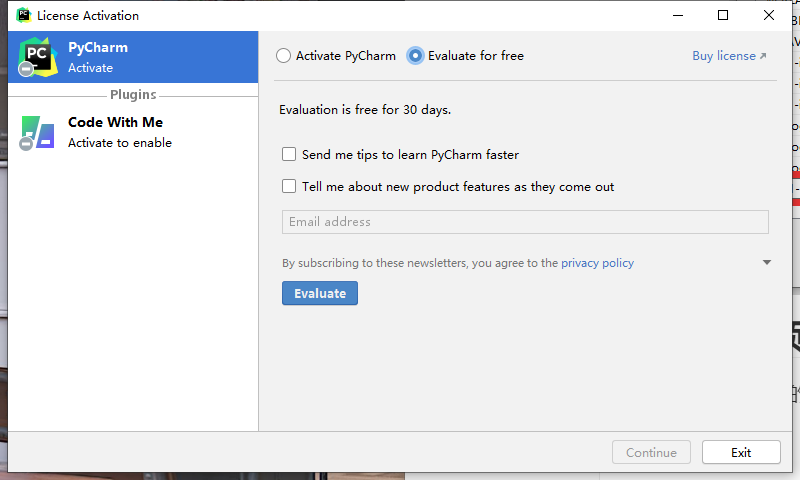 License Activation
PyCharm
Activate
Plugins
Code With Me
Activate to enable
Activate PyCharm
Evaluate for free
Buy license
Evaluation is free for 30 days.
Send me tips to learn PyCharm faster
Tell me about new product features as they come out
Email address
By subscribing to these newsletters, you agree to the privacy policy
Evaluate
Continue
Exit